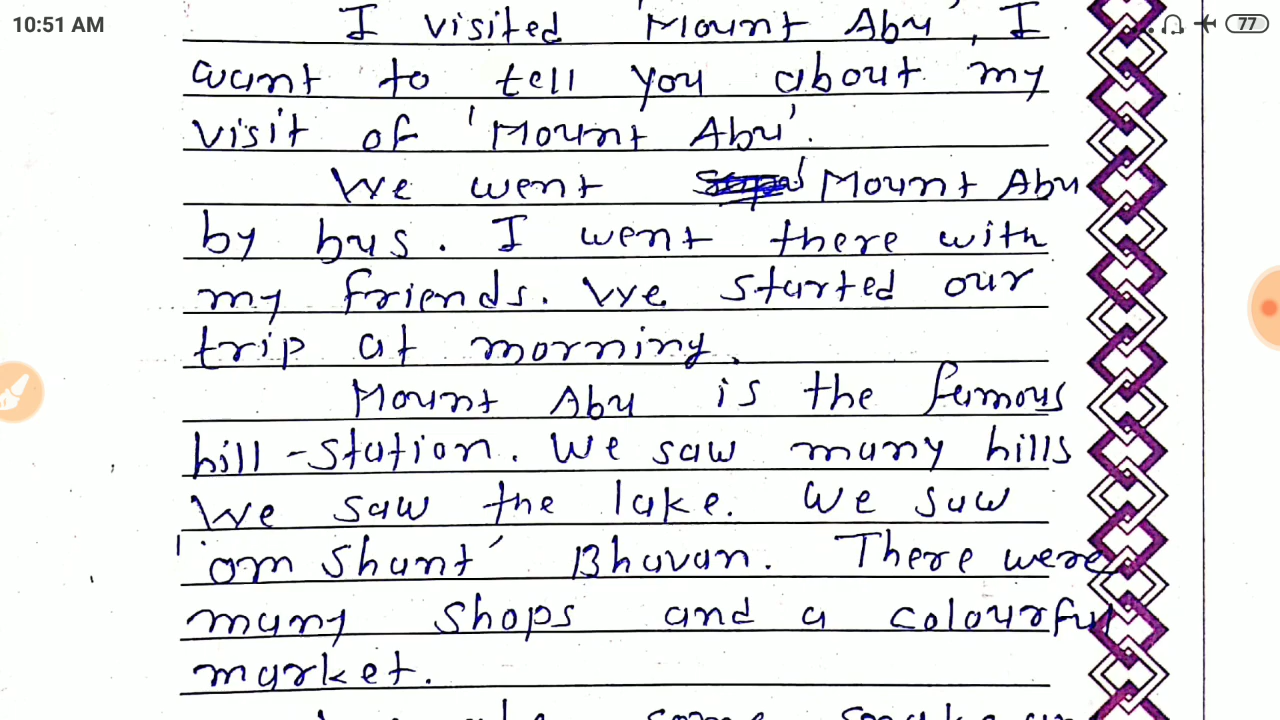 10:51 AM
77
I visited 'Mount Abu', I
want to tell you about my
visit of 'Mount Abu'.
We went Mount Abu
by bus. I went there with
my friends. We started our
trip at morning.
Mount Abu is the famous
hill-station. We saw many hills
We saw the lake. We saw
'om shant' Bhavan. There were
many shops and a colourful
market.
some